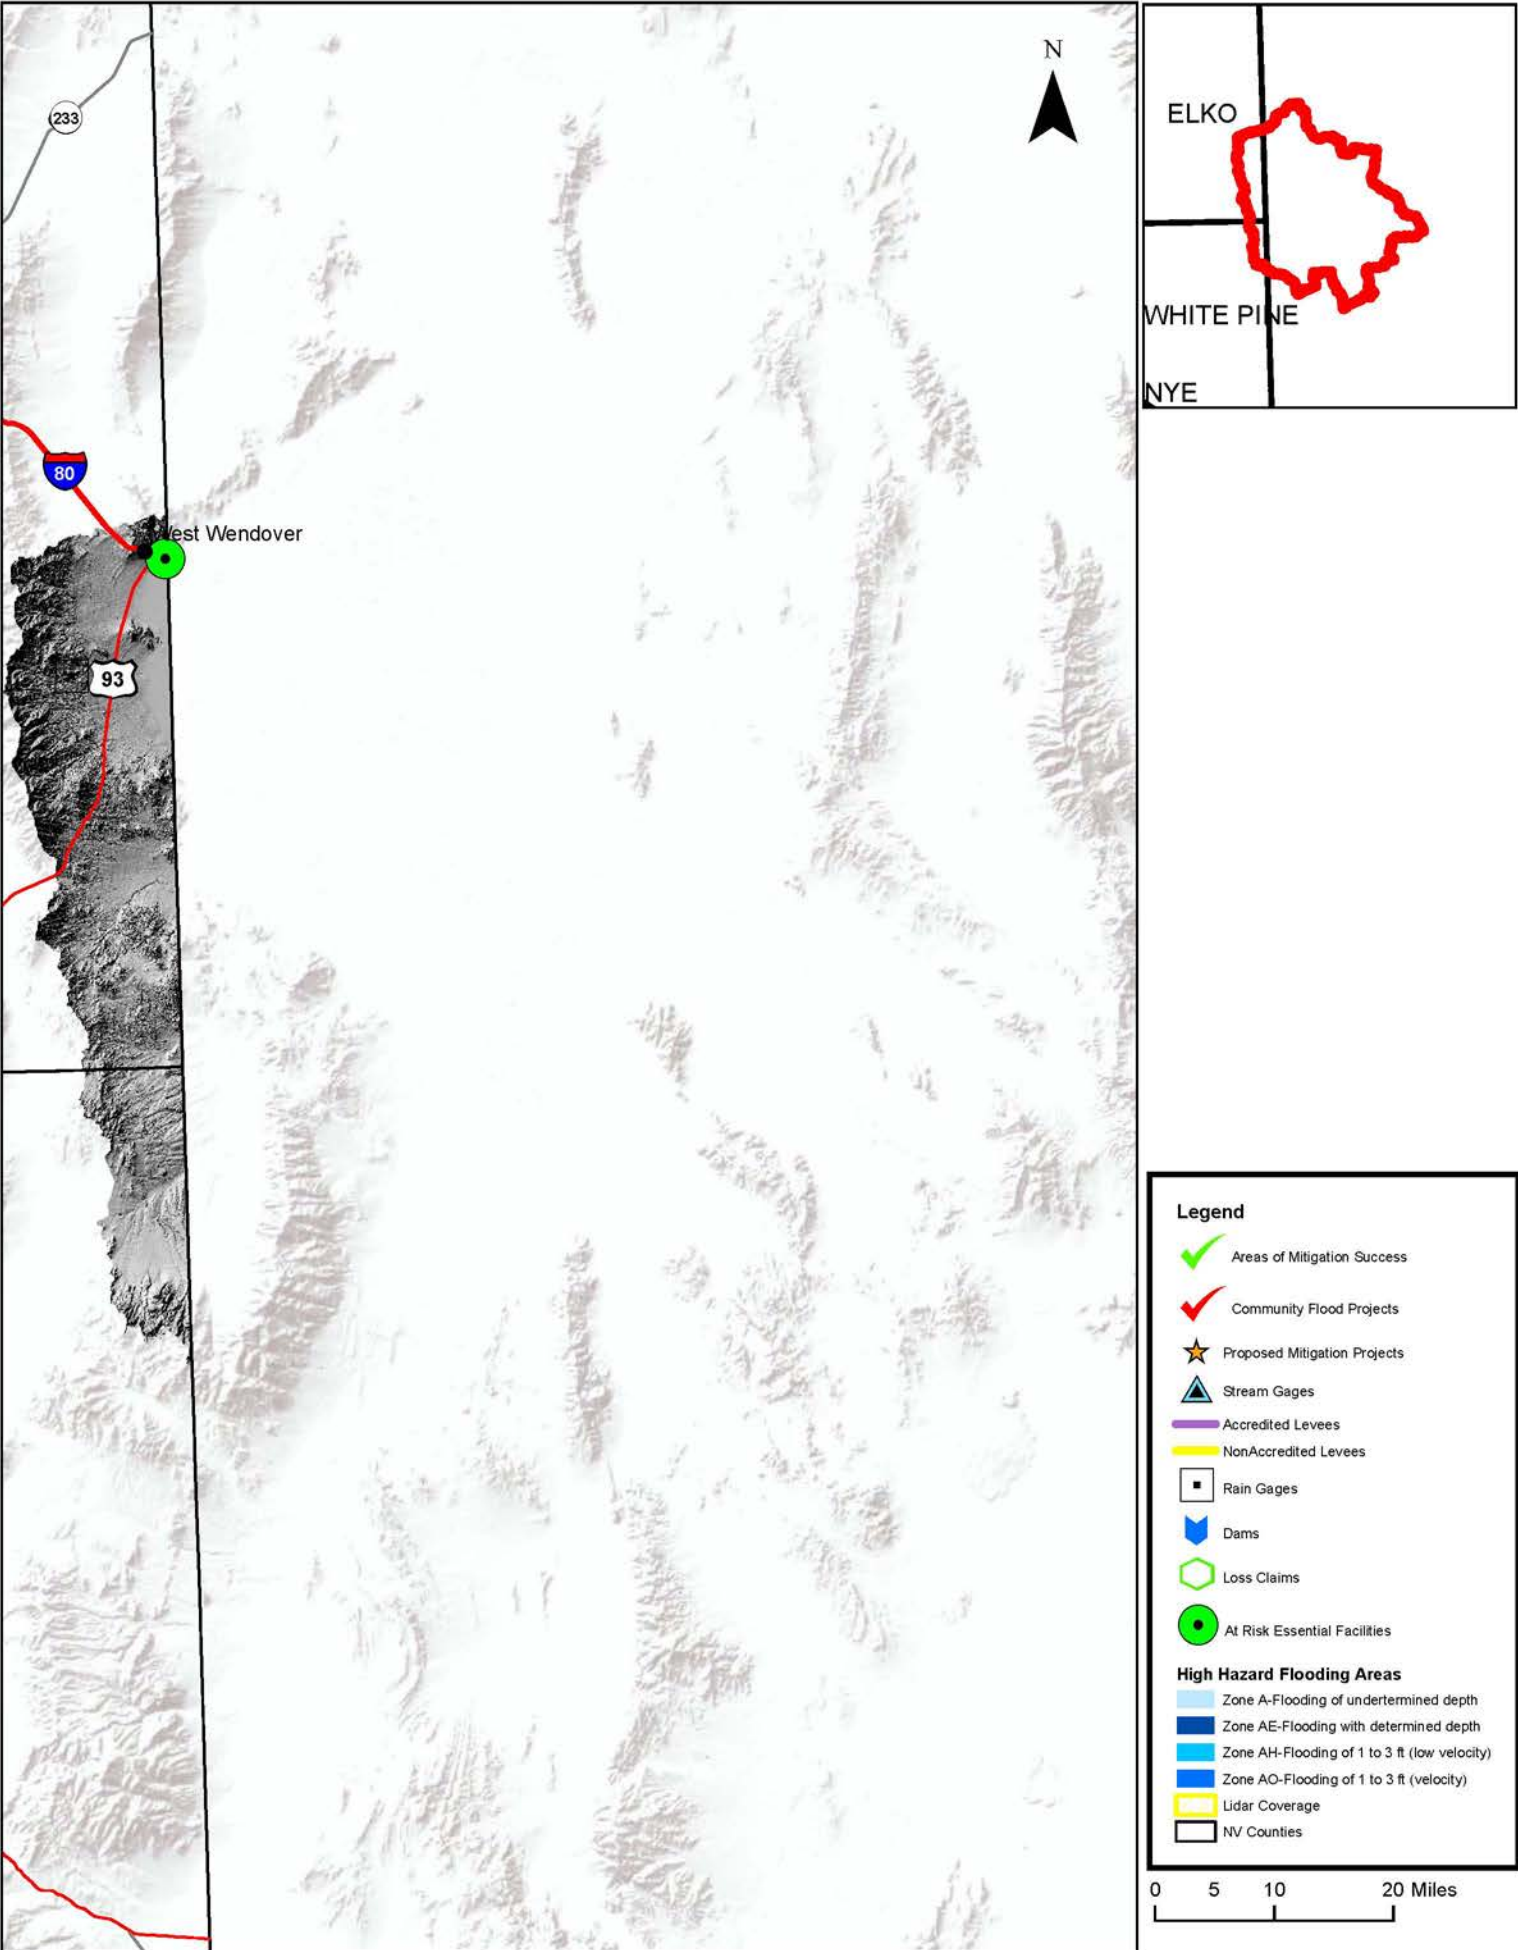 N
233
80
West Wendover
93
ELKO
WHITE PINE
NYE
Legend
Areas of Mitigation Success
Community Flood Projects
Proposed Mitigation Projects
Stream Gages
Accredited Levees
NonAccredited Levees
Rain Gages
Dams
Loss Claims
At Risk Essential Facilities
High Hazard Flooding Areas
Zone A-Flooding of undertermined depth
Zone AE-Flooding with determined depth
Zone AH-Flooding of 1 to 3 ft (low velocity)
Zone AO-Flooding of 1 to 3 ft (velocity)
Lidar Coverage
NV Counties
0 5 10 20 Miles